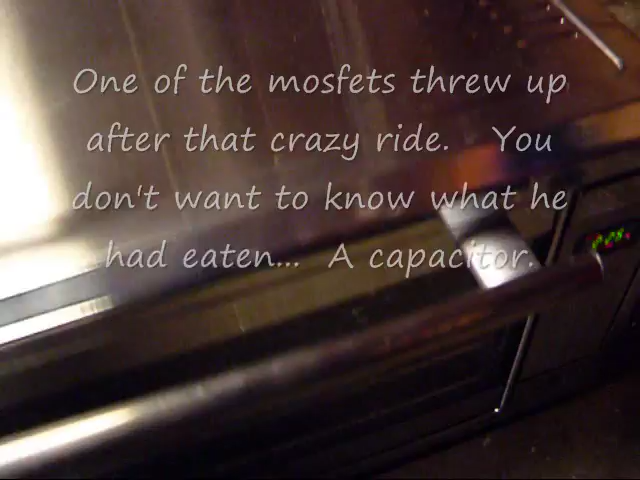 One of the mosfets threw up
after that crazy ride. You
don't want to know what he
had eaten... A capacitor.